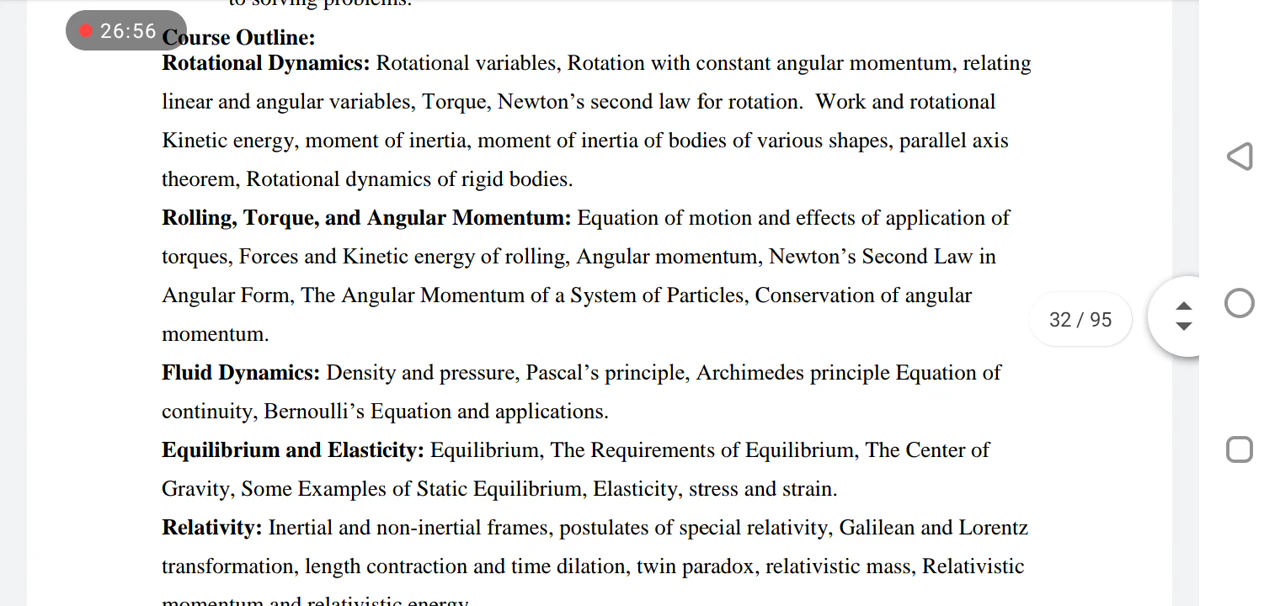 to solving problems.
26:56
Course Outline:
Rotational Dynamics: Rotational variables, Rotation with constant angular momentum, relating
linear and angular variables, Torque, Newton’s second law for rotation.  Work and rotational
Kinetic energy, moment of inertia, moment of inertia of bodies of various shapes, parallel axis
theorem, Rotational dynamics of rigid bodies.
Rolling, Torque, and Angular Momentum: Equation of motion and effects of application of
torques, Forces and Kinetic energy of rolling, Angular momentum, Newton’s Second Law in
Angular Form, The Angular Momentum of a System of Particles, Conservation of angular
momentum.
32 / 95
Fluid Dynamics: Density and pressure, Pascal’s principle, Archimedes principle Equation of
continuity, Bernoulli’s Equation and applications.
Equilibrium and Elasticity: Equilibrium, The Requirements of Equilibrium, The Center of
Gravity, Some Examples of Static Equilibrium, Elasticity, stress and strain.
Relativity: Inertial and non-inertial frames, postulates of special relativity, Galilean and Lorentz
transformation, length contraction and time dilation, twin paradox, relativistic mass, Relativistic
momentum and relativistic energy.